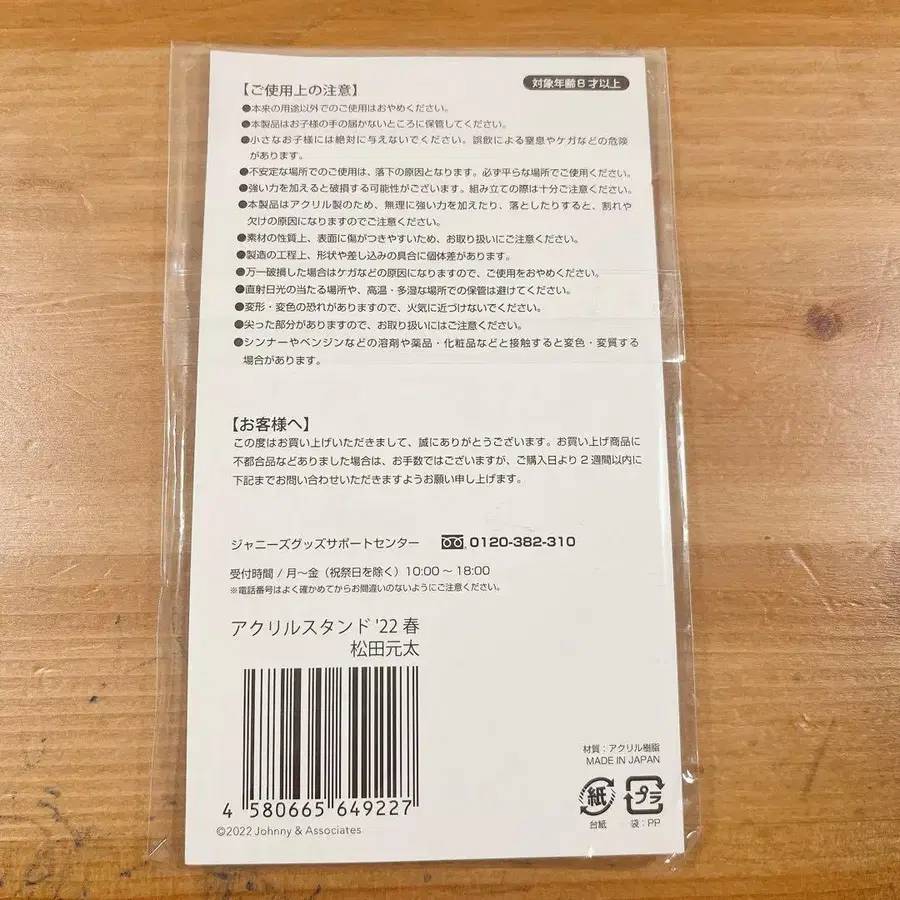 【ご使用上の注意】
対象年齢8才以上
●本来の用途以外でのご使用はおやめください。
●本製品はお子様の手の届かないところに保管してください。
●小さなお子様には絶対に与えないでください。誤飲による窒息やケガなどの危険
があります。
●不安定な場所でのご使用は、落下の原因となります。必ず平らな場所でご使用ください。
●強い力を加えると破損する可能性がございます。組み立ての際は十分ご注意ください。
●本製品はアクリル製のため、無理に強い力を加えたり、落としたりすると、割れや
欠けの原因になりますのでご注意ください。
●素材の性質上、表面に傷がつきやすいため、お取り扱いにご注意ください。
●製造の工程上、形状や差し込みの具合に個体差があります。
●万一破損した場合はケガなどの原因になりますので、ご使用をおやめください。
●直射日光の当たる場所や、高温・多湿な場所での保管は避けてください。
●変形・変色の恐れがありますので、火気に近づけないでください。
●尖った部分がありますので、お取り扱いにはご注意ください。
●シンナーやベンジンなどの溶剤や薬品・化粧品などと接触すると変色・変質する
場合があります。
【お客様へ】
この度はお買い上げいただきまして、誠にありがとうございます。お買い上げ商品に
不都合品などありました場合は、お手数ではございますが、ご購入日より2週間以内に
下記までお問い合わせいただきますようお願い申し上げます。
ジャニーズグッズサポートセンター 0120-382-310
受付時間/月〜金(祝祭日を除く)10:00〜18:00
※電話番号はよく確かめてからお間違いのないようにご注意ください。
アクリルスタンド '22 春
松田元太
4 580665 649227
©2022 Johnny & Associates
材質:アクリル樹脂
MADE IN JAPAN
紙 プラ
台紙 袋:PP